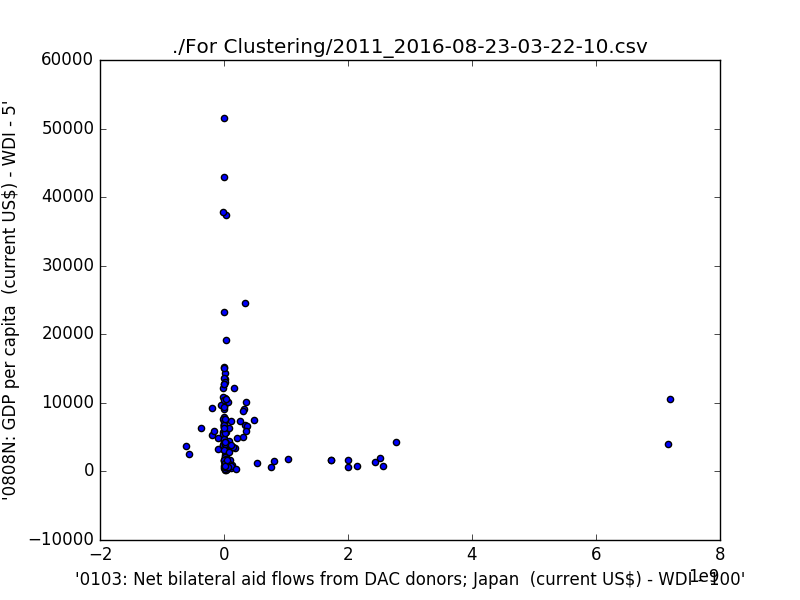 ./For Clustering/2011_2016-08-23-03-22-10.csv
60000
50000
40000
30000
20000
10000
0
−10000
'0808N: GDP per capita  (current US$) - WDI - 5'
−2 0 2 4 6 8
1e9
'0103: Net bilateral aid flows from DAC donors; Japan  (current US$) - WDI - 100'